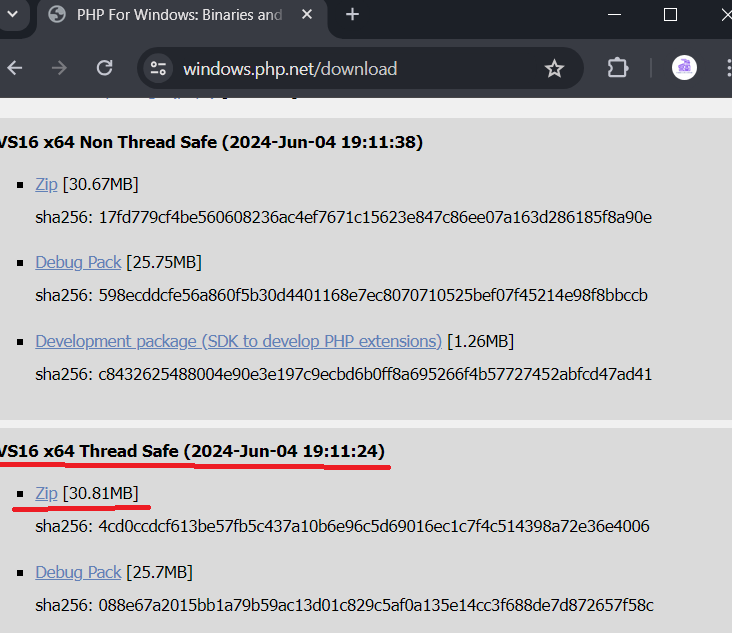 PHP For Windows: Binaries and
windows.php.net/download
VS16 x64 Non Thread Safe (2024-Jun-04 19:11:38)
Zip [30.67MB]
sha256: 17fd779cf4be560608236ac4ef7671c15623e847c86ee07a163d286185f8a90e
Debug Pack [25.75MB]
sha256: 598ecddcfe56a860f5b30d4401168e7ec8070710525bef07f45214e98f8bbccb
Development package (SDK to develop PHP extensions) [1.26MB]
sha256: c8432625488004e90e3e197c9ecbd6b0ff8a695266f4b57727452abfcd47ad41
VS16 x64 Thread Safe (2024-Jun-04 19:11:24)
Zip [30.81MB]
sha256: 4cd0ccdcf613be57fb5c437a10b6e96c5d69016ec1c7f4c514398a72e36e4006
Debug Pack [25.7MB]
sha256: 088e67a2015bb1a79b59ac13d01c829c5af0a135e14cc3f688de7d872657f58c